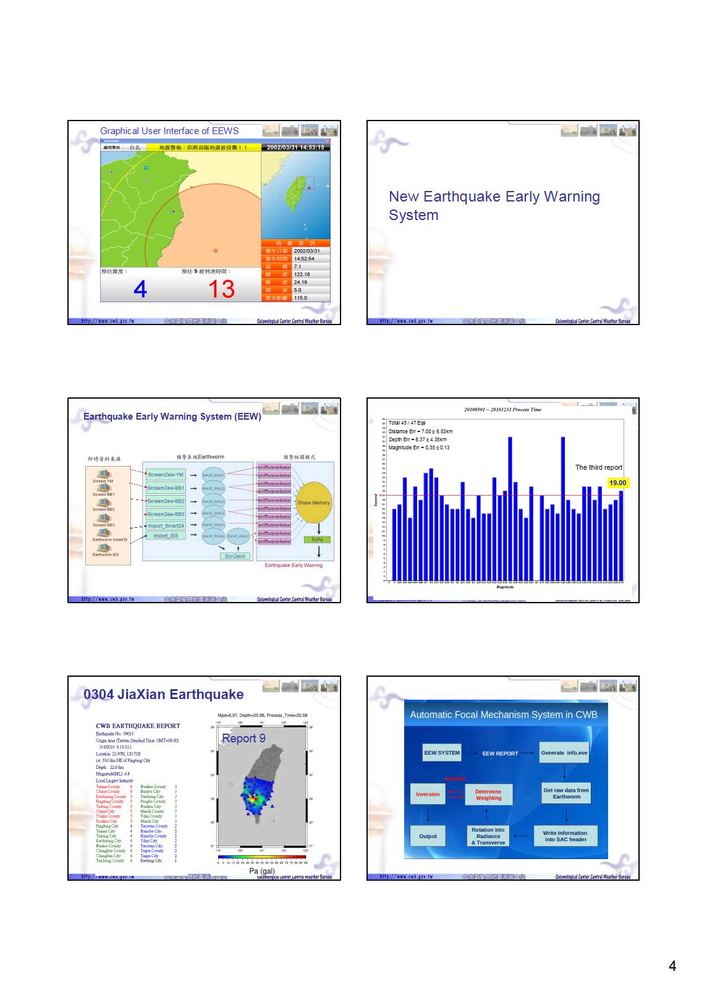 Graphical User Interface of EEWS
關閉警鈴 台北 地震警報：即將面臨地震波侵襲！！ 2002/03/31 14:53:15
預估震度： 預估 S 波到達時間：
4 13
地 震 資 訊
發生日期 2002/03/31
發生時間 14:52:54
規 模 7.1
經 度 122.18
緯 度 24.19
深 度 5.0
震央距離 115.0
http://www.cwb.gov.tw 中央氣象局地震測報中心 Seismological Center,Central Weather Bureau
New Earthquake Early Warning
System
http://www.cwb.gov.tw 中央氣象局地震測報中心 Seismological Center,Central Weather Bureau
Earthquake Early Warning System (EEW)
即時資料來源 預警系統Earthworm 預警相關程式
Scream-YM
Scream-BB1
Scream-BB2
Scream-BB3
Earthworm-Smart24
Earthworm-IES
Scream2ew-YM
Scream2ew-BB1
Scream2ew-BB2
Scream2ew-BB3
Import_Smart24
Import_IES
WAVE_RING1
WAVE_RING2
WAVE_RING3
WAVE_RING4
WAVE_RING5
WAVE_RING6 WAVE_RING7
Scn2scnl
sniffwave4eew
sniffwave4eew
sniffwave4eew
sniffwave4eew
sniffwave4eew
sniffwave4eew
sniffwave4eew
sniffwave4eew
sniffwave4eew
sniffwave4eew
Share Memory
TcPd
Earthquake Early Warning
http://www.cwb.gov.tw 中央氣象局地震測報中心 Seismological Center,Central Weather Bureau
20100501 ~ 20101231 Process Time
Total 45 / 47 Eqs
Distance Err = 7.00 ± 6.83km
Depth Err = 6.37 ± 4.35km
Magnitude Err = 0.35 ± 0.13
The third report
19.00
Second
Magnitude
0304 JiaXian Earthquake
CWB EARTHQUAKE REPORT
Earthquake No.: 99015
Origin time (Taiwan Standard Time: GMT+08:00):
3/4/2010 8:18:52.1
Location: 22.97N, 120.71E
i.e. 39.0 km NE of Pingtung City
Depth : 22.6 km
Magnitude(ML): 6.4
Local Largest Intensity :
Tainan County 6 Hualien County 3
Chiayi County 6 Nantou City 3
Kaohsiung County 5 Taichung City 3
Pingtung County 5 Penghu County 3
Taitung County 5 Hualien City 3
Chiayi City 5 Miaoli County 3
Yunlin County 5 Yilan County 3
Douliou City 5 Miaoli City 3
Pingtung City 4 Taoyuan County 2
Tainan City 4 Hsinchu City 2
Taitung City 4 Hsinchu County 2
Kaohsiung City 4 Yilan City 2
Nantou County 4 Taoyuan City 2
Changhua County 4 Taipei County 2
Changhua City 4 Taipei City 2
Taichung County 4 Keelung City 1
Mpd=6.97, Depth=20.96, Process_Time=22.08
119° 120° 121° 122° 123°
26° 26°
Report 9
25° 25°
24° 24°
23° 23°
22° 22°
21° 21°
119° 120° 121° 122° 123°
0 5 10 15 20 25 30 35 40 45 50 55 60 65 70 75 80 85 90
Pa (gal)
http://www.cwb.gov.tw 中央氣象局地震測報中心 Seismological Center,Central Weather Bureau
Automatic Focal Mechanism System in CWB
EEW SYSTEM EEW REPORT Generate info.eve
Iteration
Inversion Determine Weighting Get raw data from Earthworm
Output Rotation into Radiance & Transverse Write Information into SAC header
24
http://www.cwb.gov.tw 中央氣象局地震測報中心 Seismological Center,Central Weather Bureau
4